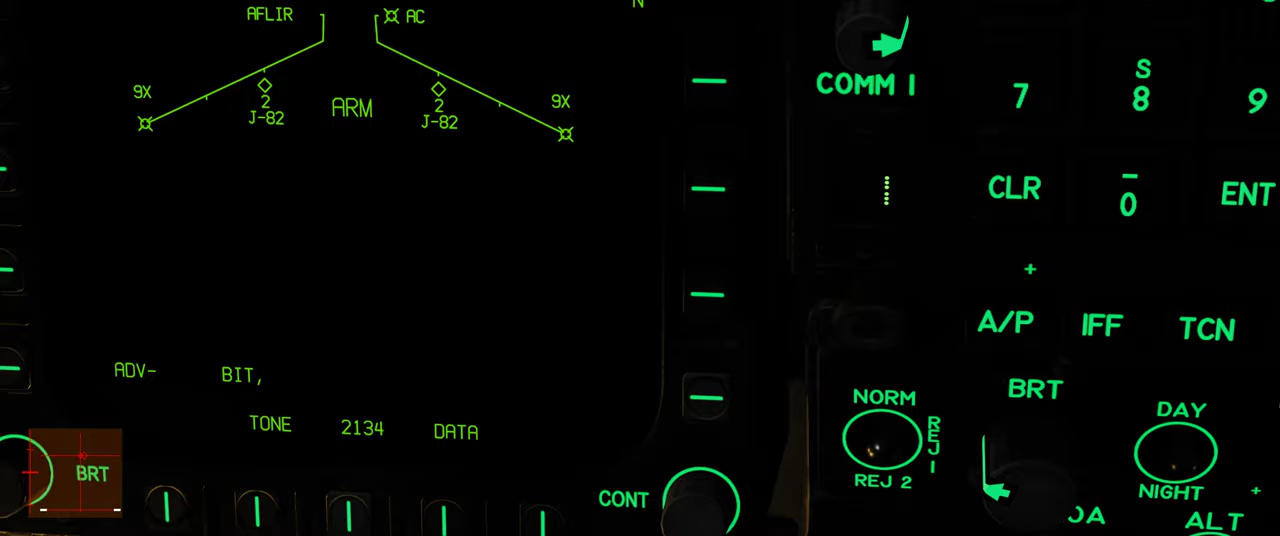 AFLIR
AC
N
9X
2
J-82
ARM
2
J-82
9X
ADV-
BIT,
TONE 2134 DATA
BRT
CONT
COMM 1
7
S
8
9
CLR
–
0
ENT
+
A/P
IFF
TCN
BRT
NORM
REJ 1
REJ 2
DAY
NIGHT
+
ALT